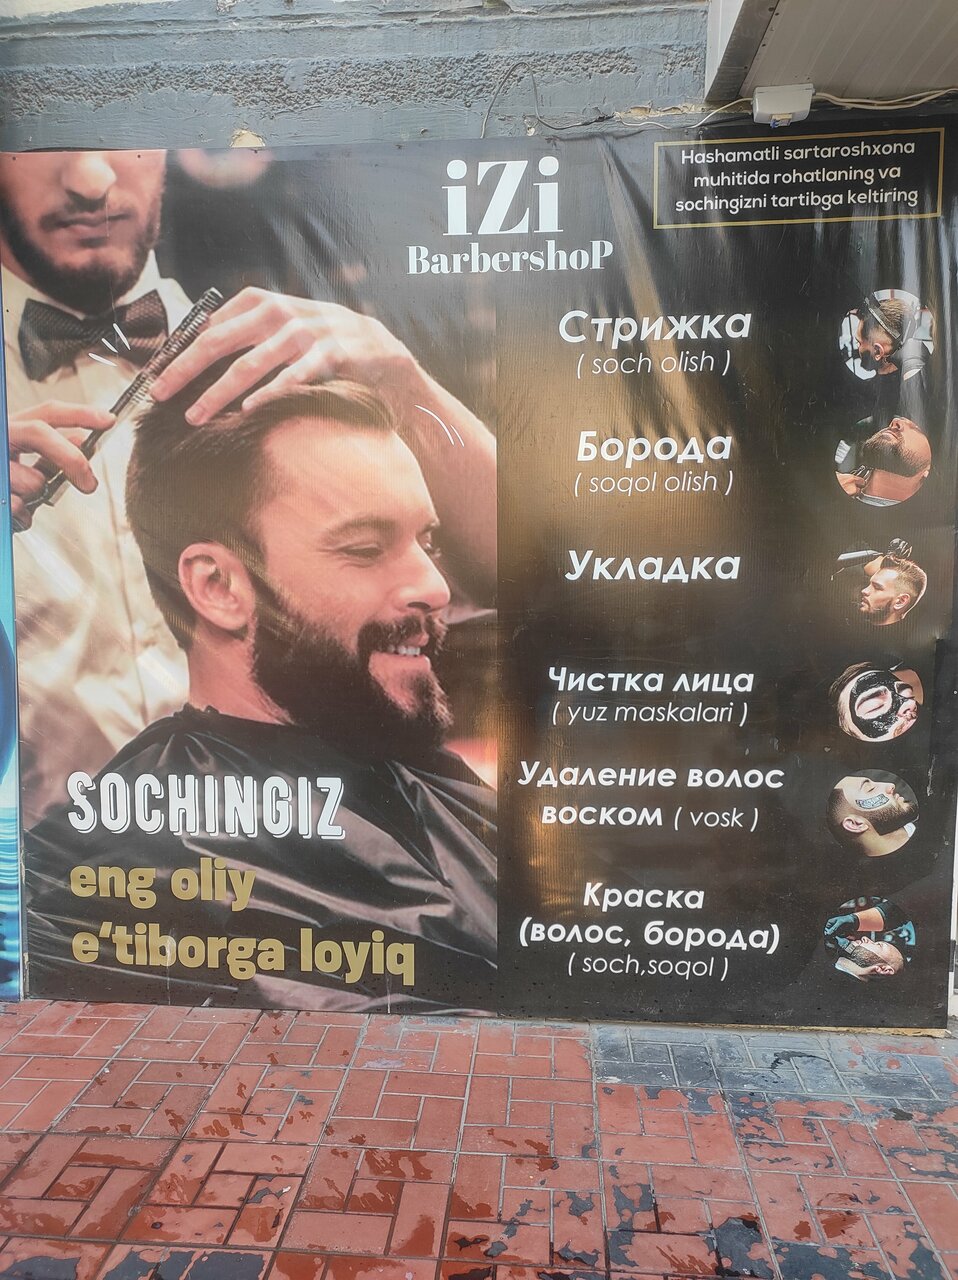 iZi
BarbershoP
Hashamatli sartaroshxona
muhitida rohatlaning va
sochingizni tartibga keltiring
Стрижка
( soch olish )
Борода
( soqol olish )
Укладка
Чистка лица
( yuz maskalari )
Удаление волос
воском ( vosk )
Краска
(волос, борода)
( soch,soqol )
SOCHINGIZ
eng oliy
e‘tiborga loyiq